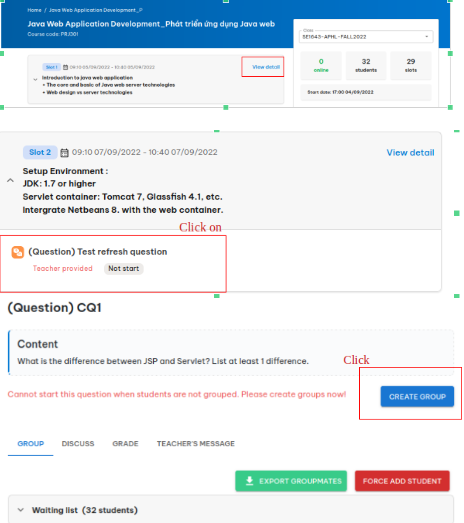 Home / Java Web Application Development_P
Java Web Application Development_Phát triển ứng dụng Java web
Course code: PRJ301
Class
SE1643-APHL-FALL2022
Slot 1 09:10 05/09/2022 - 10:40 05/09/2022 View detail
Introduction to java web application
+ The core and basic of Java web server technologies
+ Web design vs server technologies
0
online
32
students
29
slots
Start date: 17:00 04/09/2022
Slot 2 09:10 07/09/2022 - 10:40 07/09/2022 View detail
Setup Environment :
JDK: 1.7 or higher
Servlet container: Tomcat 7, Glassfish 4.1, etc.
Intergrate Netbeans 8. with the web container.
Click on
(Question) Test refresh question
Teacher provided Not start
(Question) CQ1
Content
What is the difference between JSP and Servlet? List at least 1 difference.
Click
Cannot start this question when students are not grouped. Please create groups now!
CREATE GROUP
GROUP DISCUSS GRADE TEACHER'S MESSAGE
EXPORT GROUPMATES FORCE ADD STUDENT
Waiting list (32 students)